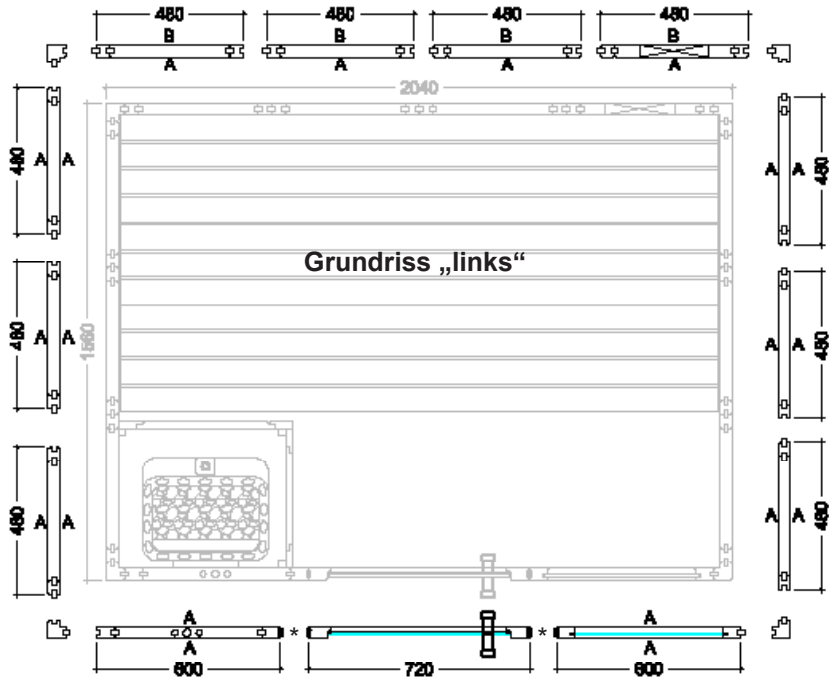 480 480 480 480
B B B B
A A A A
2040
480 A A A A 480
Grundriss „links“
480 A A 1560 A A 480
480 A A A A 480
A A
* *
A A
600 720 600